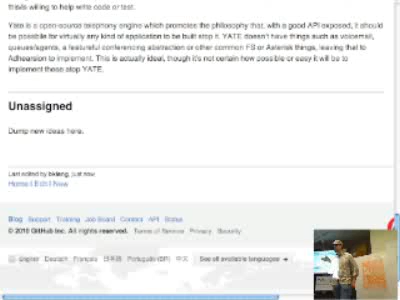 thisis willing to help write code or test.
Yate is a open-source telephony engine which promotes the philosophy that, with a good API exposed, it should
be possible for virtually any kind of application to be built atop it. YATE doesn't have things such as voicemail,
queues/agents, a featureful conferencing abstraction or other common FS or Asterisk things, leaving that to
Adhearsion to implement. This is actually ideal, though it's not certain how possible or easy it will be to
implement these atop YATE.
Unassigned
Dump new ideas here.
Last edited by bklang, just now
Home | Edit | New
Blog Support Training Job Board Contest API Status
© 2010 GitHub Inc. All rights reserved. Terms of Service Privacy Security
English Deutsch Français 日本語 Português (BR) 中文 See all available languages